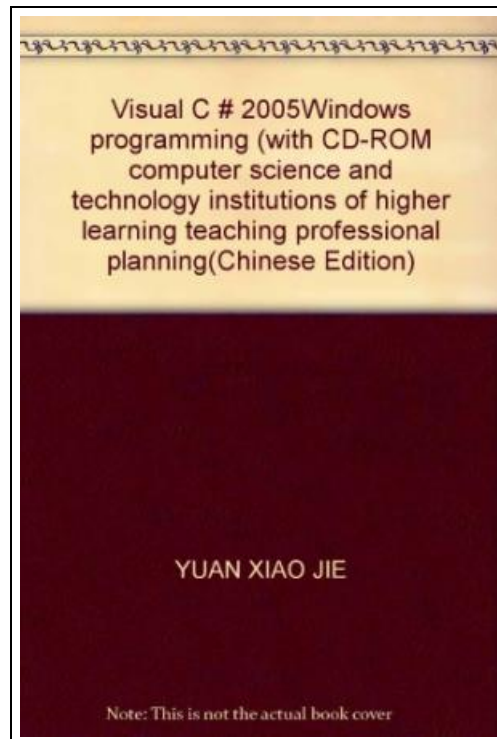 Visual C # 2005Windows
programming (with CD-ROM
computer science and
technology institutions of higher
learning teaching professional
planning(Chinese Edition)
YUAN XIAO JIE
Note: This is not the actual book cover